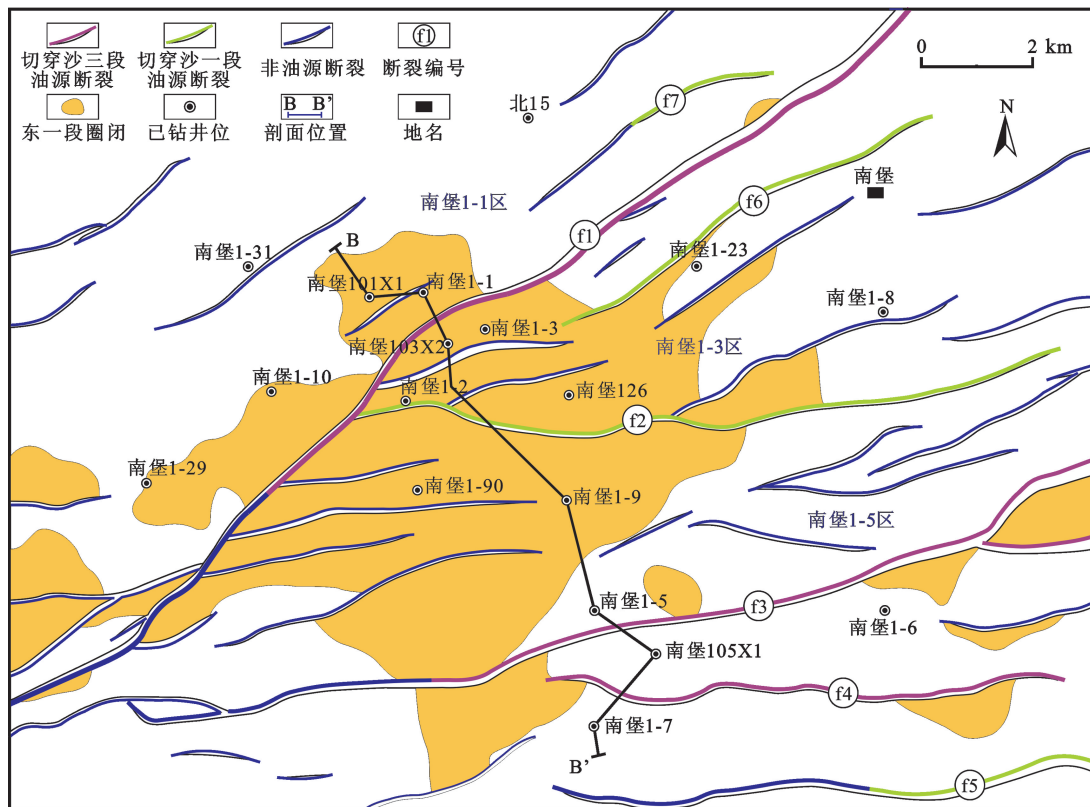 切穿沙三段
油源断裂
切穿沙一段
油源断裂
非油源断裂
f1
断裂编号
0 2 km
东一段圈闭
已钻井位
B B’
剖面位置
地名
北15
f7
N
南堡
南堡1-1区
f6
f1
B
南堡1-31
南堡1-23
南堡101X1
南堡1-1
南堡1-8
南堡1-3
南堡103X2
南堡1-3区
南堡1-10
南堡1-2
南堡126
f2
南堡1-29
南堡1-90
南堡1-9
南堡1-5区
南堡1-5
f3
南堡1-6
南堡105X1
f4
南堡1-7
B’
f5